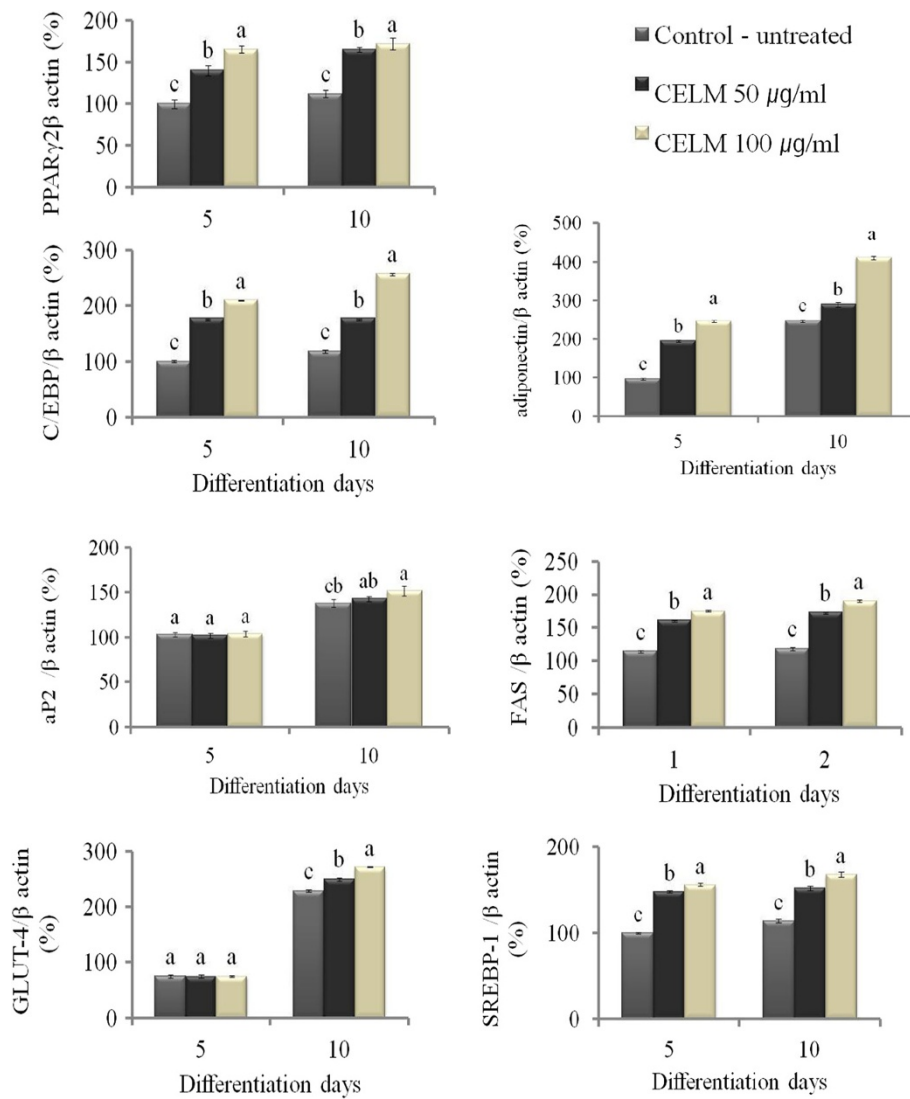 PPARγ2β actin (%)
200
150
100
50
0
c
b
a
c
b
a
5
10
Control - untreated
CELM 50 μg/ml
CELM 100 μg/ml
C/EBP/β actin (%)
300
200
100
0
c
b
a
c
b
a
5
10
Differentiation days
adiponectin/β actin (%)
500
400
300
200
100
0
c
b
a
c
b
a
5
10
Differentiation days
aP2 /β actin (%)
200
150
100
50
0
a
a
a
cb
ab
a
5
10
Differentiation days
FAS /β actin (%)
250
200
150
100
50
0
c
b
a
c
b
a
1
2
Differentiation days
GLUT-4/β actin
(%)
300
200
100
0
a
a
a
c
b
a
5
10
Differentiation days
SREBP-1 /β actin
(%)
200
100
0
c
b
a
c
b
a
5
10
Differentiation days